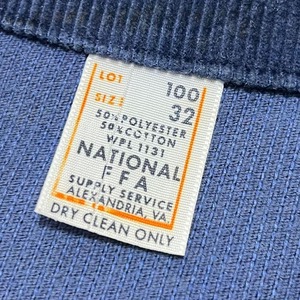 LOT 100
SIZE 32
50% POLYESTER
50% COTTON
WPL 1131
NATIONAL
FFA
SUPPLY SERVICE
ALEXANDRIA, VA.
DRY CLEAN ONLY